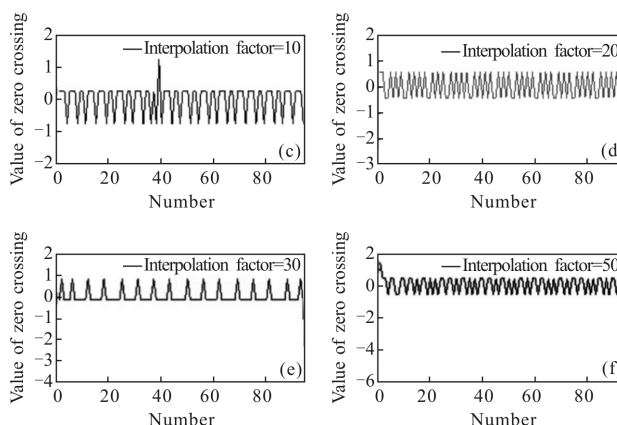 Value of zero crossing
2
1
0
−1
−2
Interpolation factor=10
(c)
0 20 40 60 80
Number
Value of zero crossing
2
1
0
−1
−2
−3
Interpolation factor=20
(d
0 20 40 60 80
Number
Value of zero crossing
2
1
0
−1
−2
−3
−4
Interpolation factor=30
(e)
0 20 40 60 80
Number
Value of zero crossing
2
0
−2
−4
−6
Interpolation factor=50
(f
0 20 40 60 80
Number